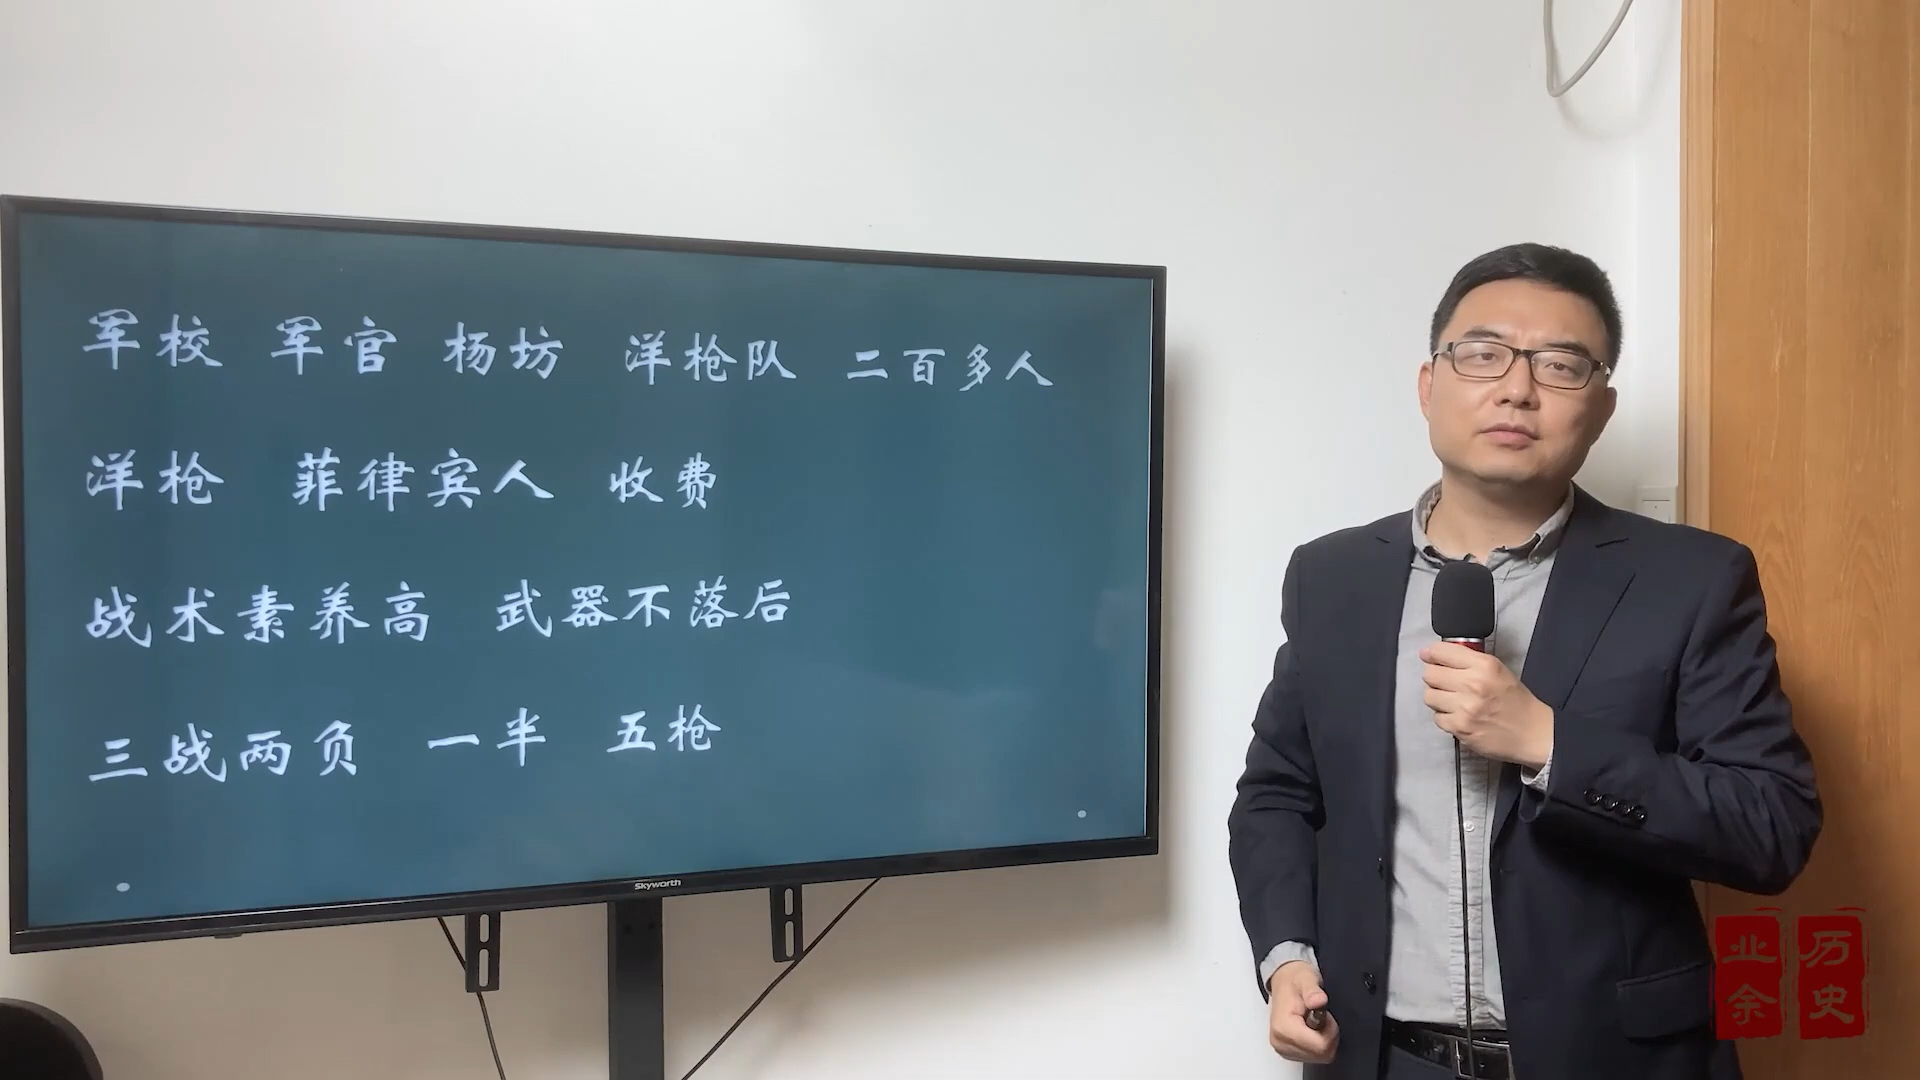 军校 军官 杨坊 洋枪队 二百多人
洋枪 菲律宾人 收费
战术素养高 武器不落后
三战两负 一半 五枪
Skyworth
业余
历史